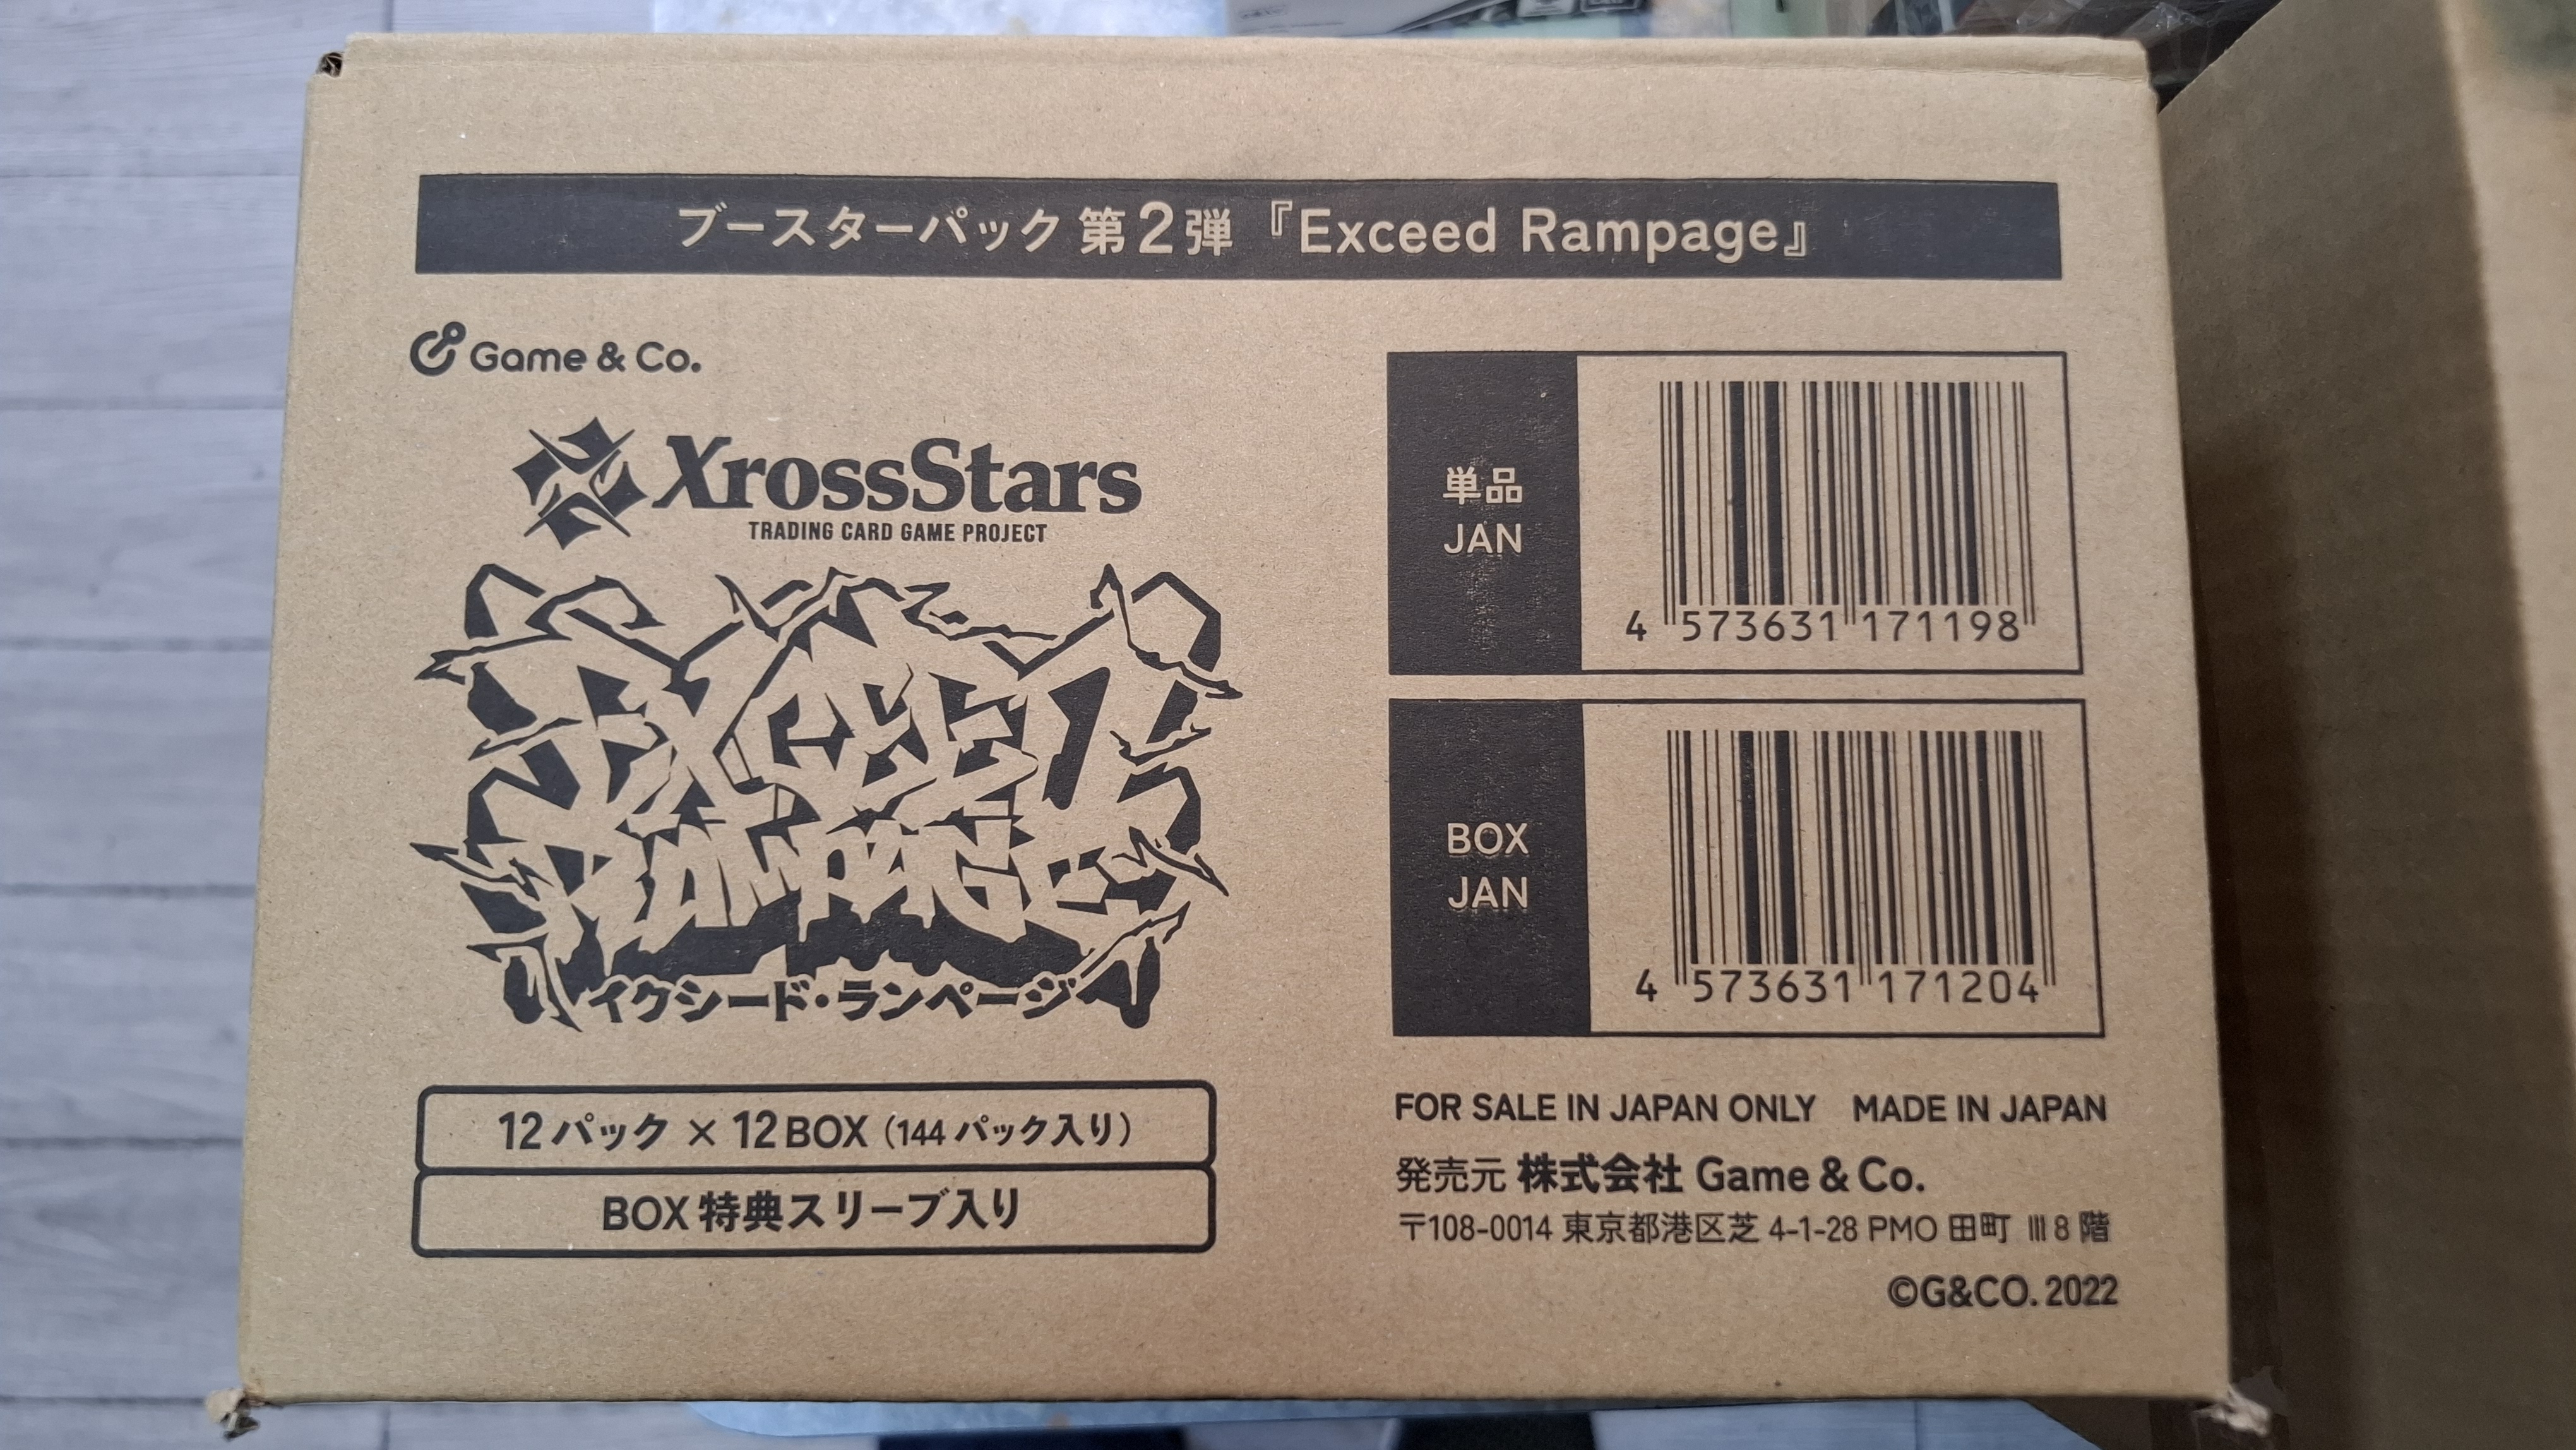 ブースターパック 第2弾 『Exceed Rampage』
Game & Co.
XrossStars
TRADING CARD GAME PROJECT
EXCEED
RAMPAGE
イクシード・ランページ
12パック × 12BOX（144パック入り）
BOX特典スリーブ入り
単品
JAN
4 573631 171198
BOX
JAN
4 573631 171204
FOR SALE IN JAPAN ONLY MADE IN JAPAN
発売元 株式会社 Game & Co.
〒108-0014 東京都港区芝 4-1-28 PMO 田町 Ⅲ 8 階
©G&CO. 2022